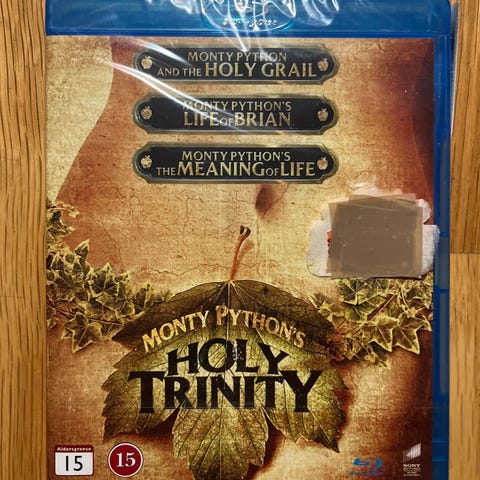 MONTY PYTHON
AND THE HOLY GRAIL
MONTY PYTHON'S
LIFE OF BRIAN
MONTY PYTHON'S
THE MEANING OF LIFE
MONTY PYTHON'S
HOLY
TRINITY
Aldersgrense
15
15
SONY